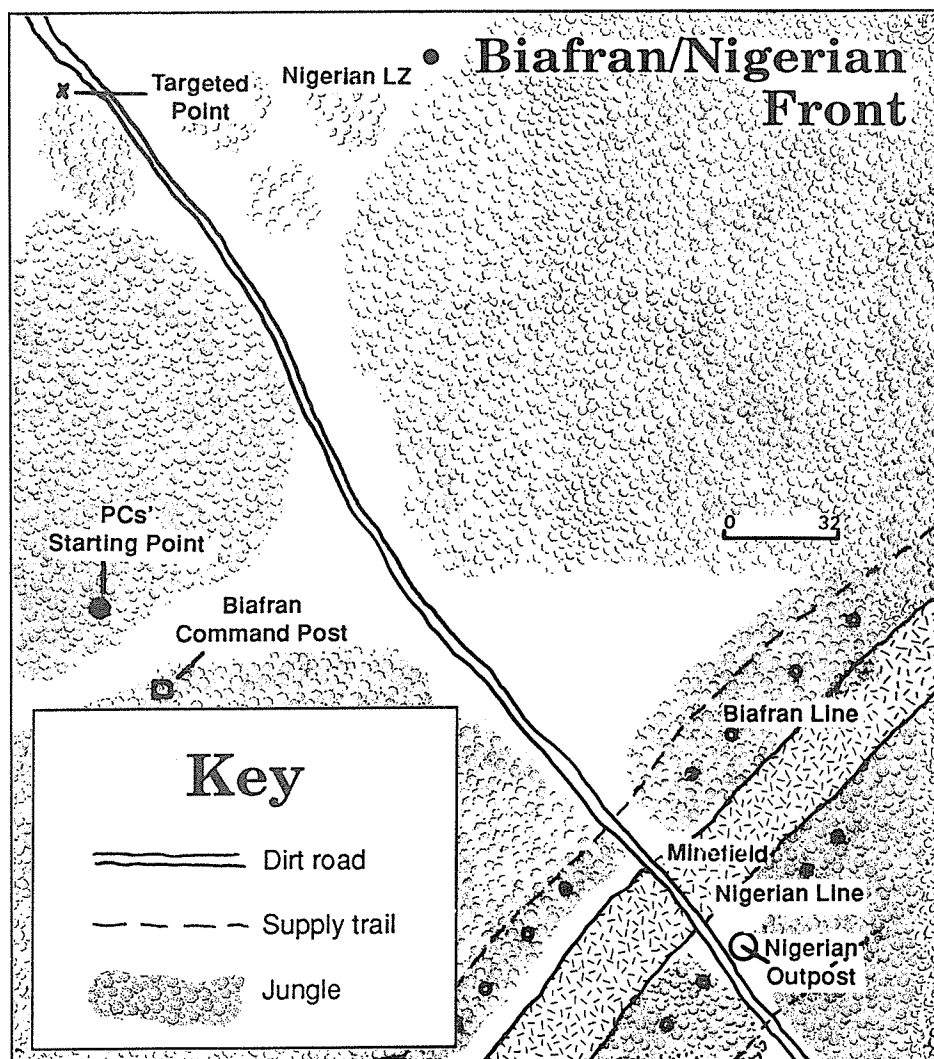 Biafran/Nigerian
Front
Targeted
Point
Nigerian LZ
PCs'
Starting Point
Biafran
Command Post
0 32
Biafran Line
Minefield
Nigerian Line
Nigerian
Outpost
Key
Dirt road
Supply trail
Jungle